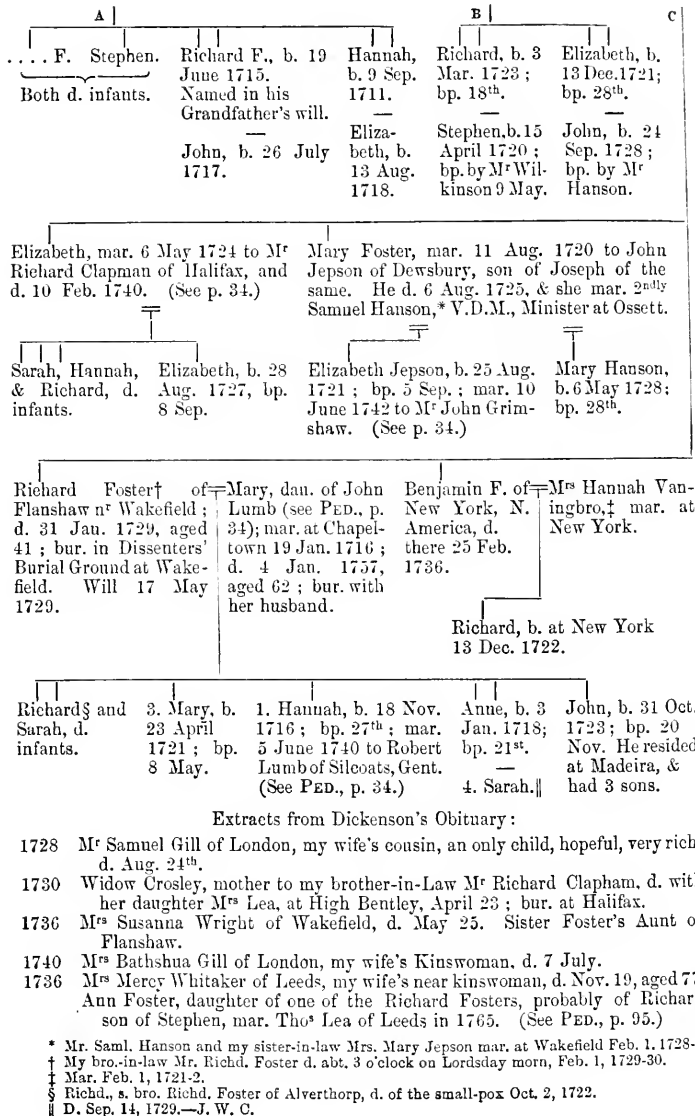 A B C
. . . . F. Stephen.
Both d. infants.
Richard F., b. 19
June 1715.
Named in his
Grandfather's will.
—
John, b. 26 July
1717.
Hannah,
b. 9 Sep.
1711.
—
Eliza-
beth, b.
13 Aug.
1718.
Richard, b. 3
Mar. 1723 ;
bp. 18th.
—
Stephen, b. 15
April 1720 ;
bp. by Mr Wil-
kinson 9 May.
Elizabeth, b.
13 Dec. 1721;
bp. 28th.
—
John, b. 24
Sep. 1728 ;
bp. by Mr
Hanson.
Elizabeth, mar. 6 May 1724 to Mr
Richard Clapman of Halifax, and
d. 10 Feb. 1740. (See p. 34.)
Mary Foster, mar. 11 Aug. 1720 to John
Jepson of Dewsbury, son of Joseph of the
same. He d. 6 Aug. 1725, & she mar. 2ndly
Samuel Hanson,* V.D.M., Minister at Ossett.
Sarah, Hannah,
& Richard, d.
infants.
Elizabeth, b. 28
Aug. 1727, bp.
8 Sep.
Elizabeth Jepson, b. 25 Aug.
1721 ; bp. 5 Sep. ; mar. 10
June 1742 to Mr John Grim-
shaw. (See p. 34.)
Mary Hanson,
b. 6 May 1728;
bp. 28th.
Richard Foster† of
Flanshaw nr Wakefield ;
d. 31 Jan. 1729, aged
41 ; bur. in Dissenters'
Burial Ground at Wake-
field. Will 17 May
1729.
Mary, dau. of John
Lumb (see PED., p.
34); mar. at Chapel-
town 19 Jan. 1716 ;
d. 4 Jan. 1757,
aged 62 ; bur. with
her husband.
Benjamin F. of
New York, N.
America, d.
there 25 Feb.
1736.
Mrs Hannah Van-
ingbro,‡ mar. at
New York.
Richard, b. at New York
13 Dec. 1722.
Richard§ and
Sarah, d.
infants.
3. Mary, b.
23 April
1721 ; bp.
8 May.
1. Hannah, b. 18 Nov.
1716 ; bp. 27th ; mar.
5 June 1740 to Robert
Lumb of Silcoats, Gent.
(See PED., p. 34.)
Anne, b. 3
Jan. 1718;
bp. 21st.
—
4. Sarah.||
John, b. 31 Oct.
1723; bp. 20
Nov. He resided
at Madeira, &
had 3 sons.
Extracts from Dickenson's Obituary :
1728 Mr Samuel Gill of London, my wife's cousin, an only child, hopeful, very rich
d. Aug. 24th.
1730 Widow Crosley, mother to my brother-in-Law Mr Richard Clapham, d. wit
her daughter Mrs Lea, at High Bentley, April 23 ; bur. at Halifax.
1736 Mrs Susanna Wright of Wakefield, d. May 25. Sister Foster's Aunt o
Flanshaw.
1740 Mrs Bathshua Gill of London, my wife's Kinswoman, d. 7 July.
1736 Mrs Mercy Whitaker of Leeds, my wife's near kinswoman, d. Nov. 19, aged 77
Ann Foster, daughter of one of the Richard Fosters, probably of Richar
son of Stephen, mar. Thos Lea of Leeds in 1765. (See PED., p. 95.)
* Mr. Saml. Hanson and my sister-in-law Mrs. Mary Jepson mar. at Wakefield Feb. 1. 1728-
† My bro.-in-law Mr. Richd. Foster d. abt. 3 o'clock on Lordsday morn, Feb. 1, 1729-30.
‡ Mar. Feb. 1, 1721-2.
§ Richd., s. bro. Richd. Foster of Alverthorp, d. of the small-pox Oct. 2, 1722.
|| D. Sep. 14, 1729.—J. W. C.